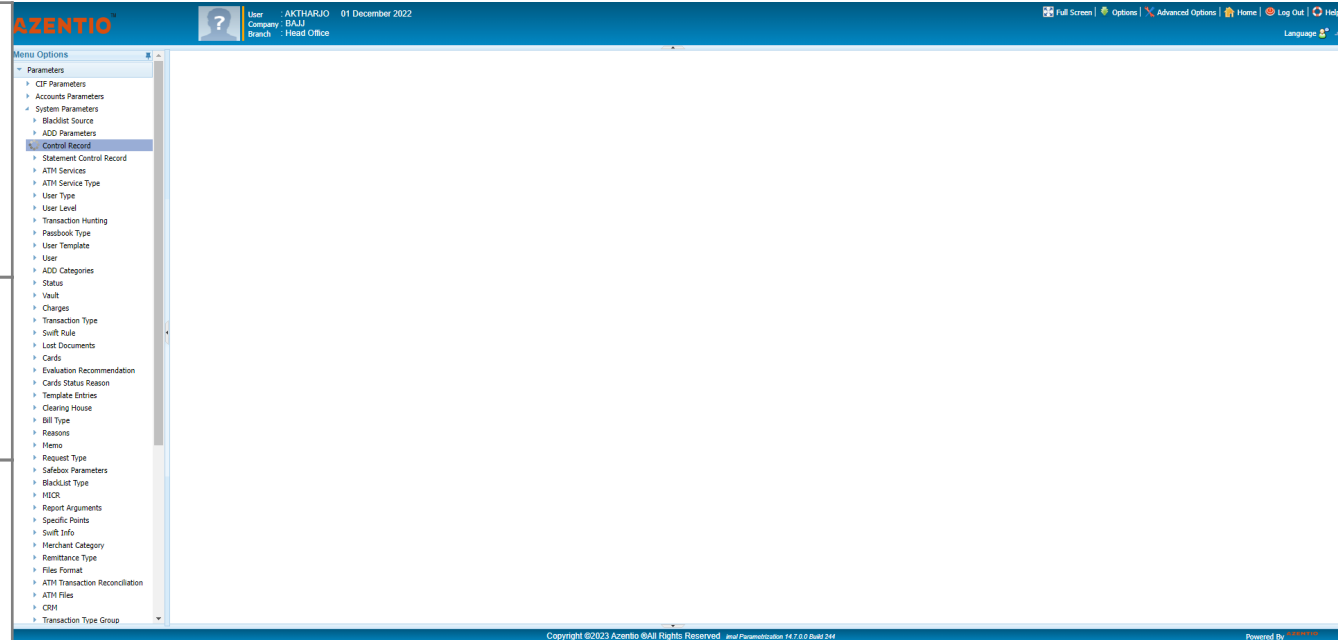 AZENTIO
User : AKTHARJO 01 December 2022
Company : BAJJ
Branch : Head Office
Full Screen | Options | Advanced Options | Home | Log Out | Help
Language
Menu Options
Parameters
CIF Parameters
Accounts Parameters
System Parameters
Blacklist Source
ADD Parameters
Control Record
Statement Control Record
ATM Services
ATM Service Type
User Type
User Level
Transaction Hunting
Passbook Type
User Template
User
ADD Categories
Status
Vault
Charges
Transaction Type
Swift Rule
Lost Documents
Cards
Evaluation Recommendation
Cards Status Reason
Template Entries
Clearing House
Bill Type
Reasons
Memo
Request Type
Safebox Parameters
BlackList Type
MICR
Report Arguments
Specific Points
Swift Info
Merchant Category
Remittance Type
Files Format
ATM Transaction Reconciliation
ATM Files
CRM
Transaction Type Group
Copyright ©2023 Azentio ®All Rights Reserved imal Parametrization 14.7.0.0 Build 244
Powered By AZENTIO